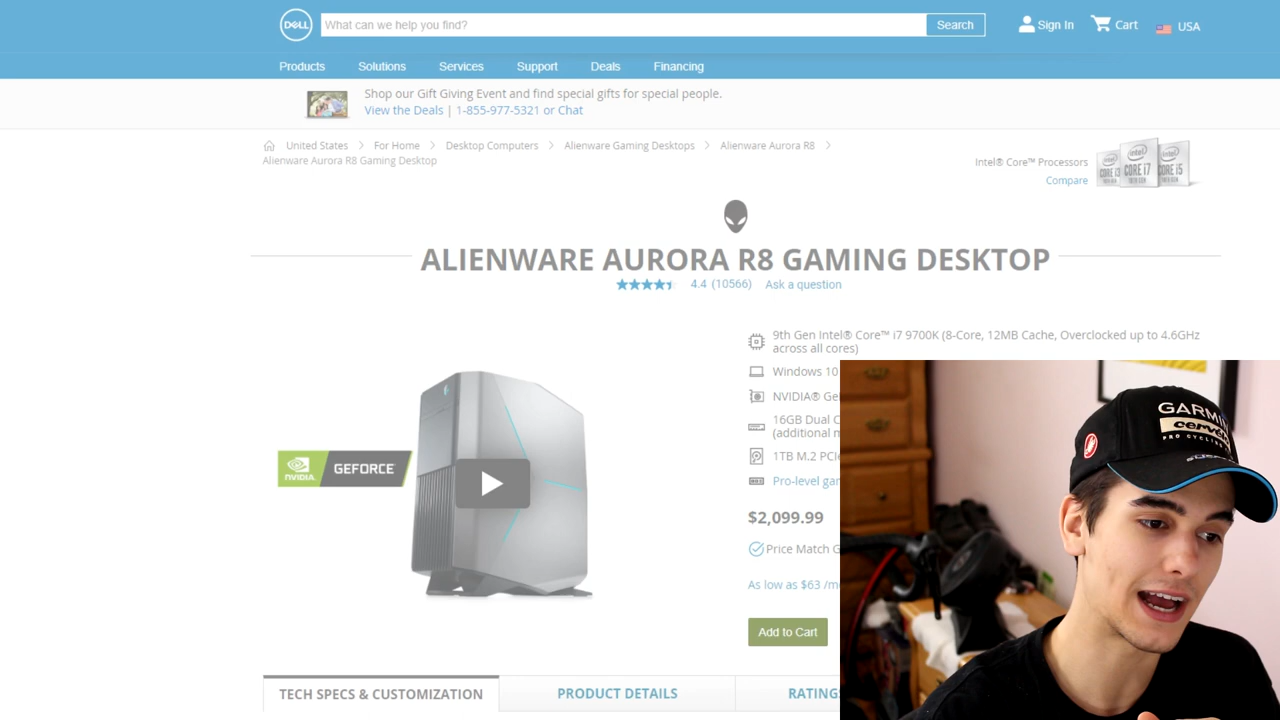 DELL
What can we help you find?
Search
Sign In
Cart
USA
Products
Solutions
Services
Support
Deals
Financing
Shop our Gift Giving Event and find special gifts for special people.
View the Deals | 1-855-977-5321 or Chat
United States > For Home > Desktop Computers > Alienware Gaming Desktops > Alienware Aurora R8 >
Alienware Aurora R8 Gaming Desktop
Intel® Core™ Processors
Compare
intel
CORE i3
intel
CORE i7
intel
CORE i5
ALIENWARE AURORA R8 GAMING DESKTOP
4.4 (10566) Ask a question
9th Gen Intel® Core™ i7 9700K (8-Core, 12MB Cache, Overclocked up to 4.6GHz
across all cores)
Windows 10
NVIDIA® Ge
16GB Dual C
(additional m
1TB M.2 PCI
Pro-level gar
$2,099.99
Price Match G
As low as $63 /m
Add to Cart
NVIDIA
GEFORCE
TECH SPECS & CUSTOMIZATION
PRODUCT DETAILS
RATING
GARMIN
cervé
PRO CYCLING